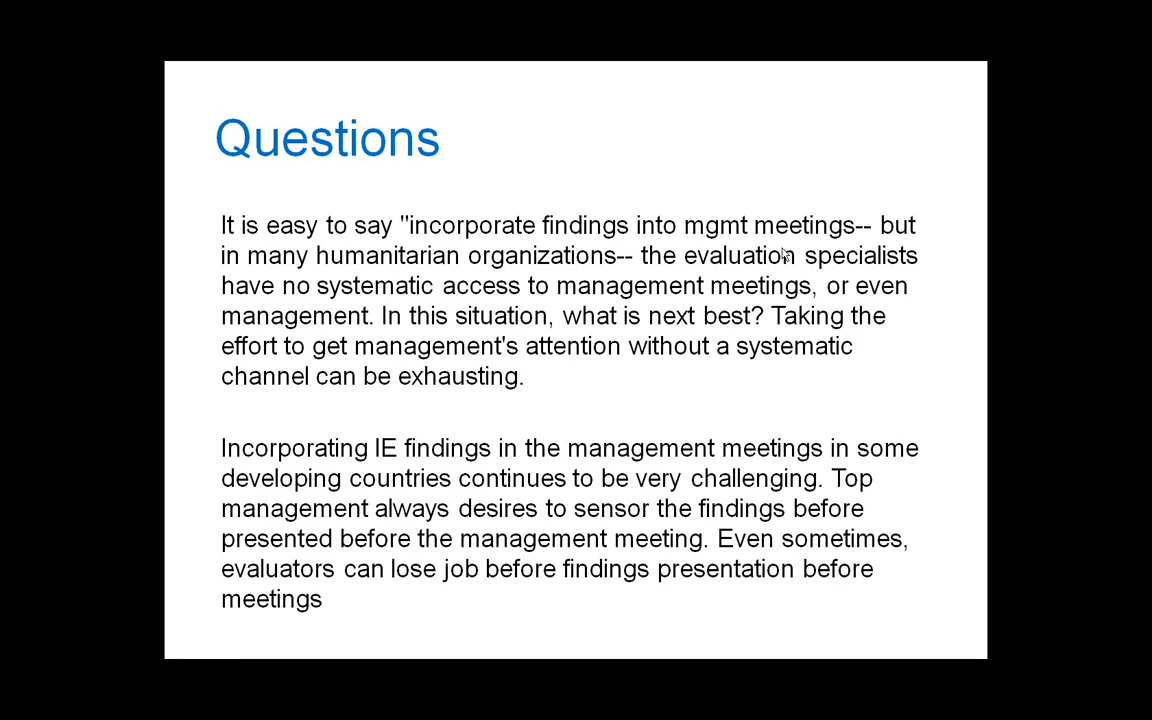 Questions
It is easy to say "incorporate findings into mgmt meetings-- but
in many humanitarian organizations-- the evaluation specialists
have no systematic access to management meetings, or even
management. In this situation, what is next best? Taking the
effort to get management's attention without a systematic
channel can be exhausting.
Incorporating IE findings in the management meetings in some
developing countries continues to be very challenging. Top
management always desires to sensor the findings before
presented before the management meeting. Even sometimes,
evaluators can lose job before findings presentation before
meetings